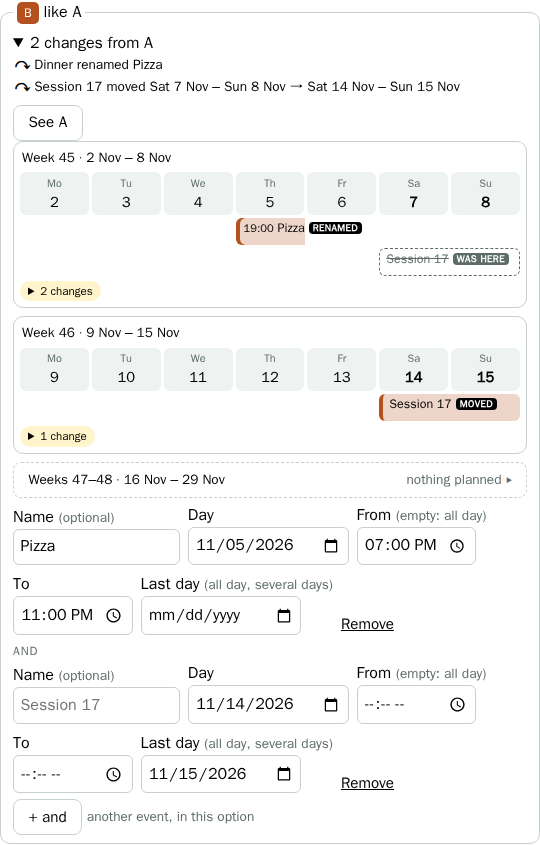 B like A
▼ 2 changes from A
↷ Dinner renamed Pizza
↷ Session 17 moved Sat 7 Nov – Sun 8 Nov → Sat 14 Nov – Sun 15 Nov
See A
Week 45 · 2 Nov – 8 Nov
Mo Tu We Th Fr Sa Su
2 3 4 5 6 7 8
19:00 Pizza RENAMED
Session 17 WAS HERE
▶ 2 changes
Week 46 · 9 Nov – 15 Nov
Mo Tu We Th Fr Sa Su
9 10 11 12 13 14 15
Session 17 MOVED
▶ 1 change
Weeks 47–48 · 16 Nov – 29 Nov nothing planned ▸
Name (optional) Day From (empty: all day)
Pizza 11/05/2026 07:00 PM
To Last day (all day, several days)
11:00 PM mm/dd/yyyy Remove
AND
Name (optional) Day From (empty: all day)
Session 17 11/14/2026 --:-- --
To Last day (all day, several days)
--:-- -- 11/15/2026 Remove
+ and another event, in this option